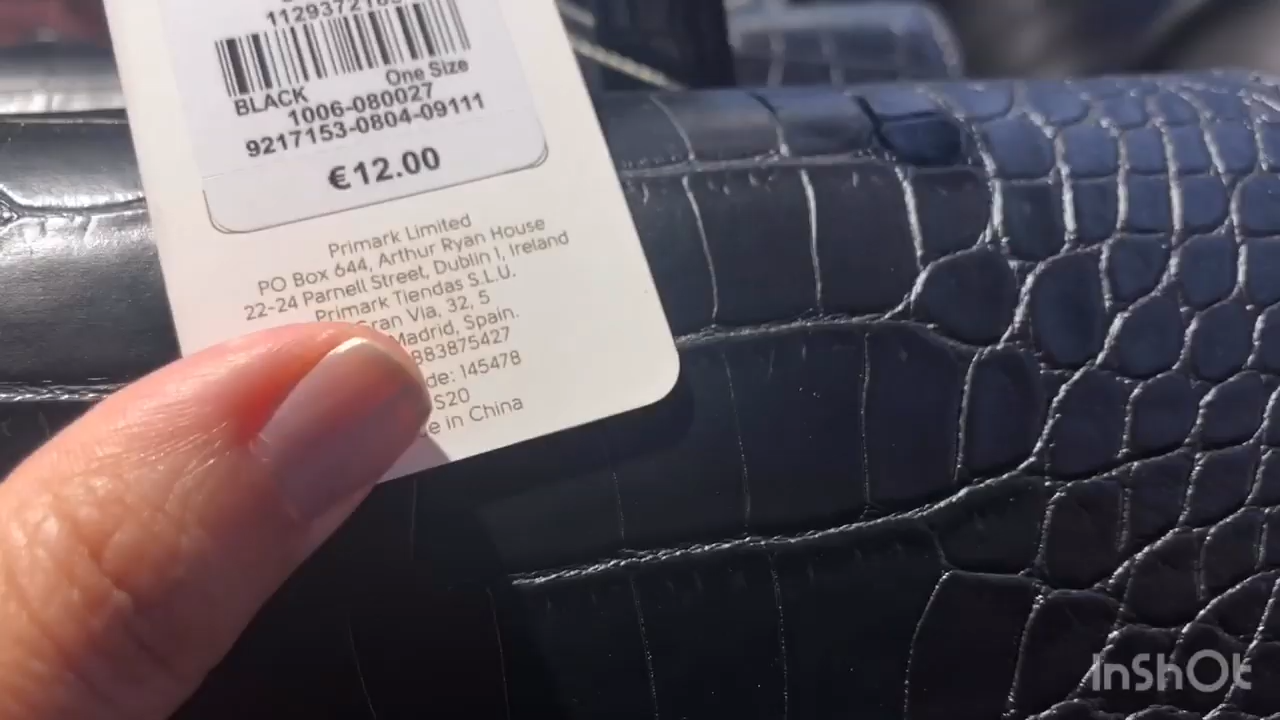 BLACK One Size
1006-080027
9217153-0804-09111
€12.00
Primark Limited
PO Box 644, Arthur Ryan House
22-24 Parnell Street, Dublin 1, Ireland
Primark Tiendas S.L.U.
Gran Via, 32, 5
Madrid, Spain.
B83875427
de: 145478
S20
e in China
InShOt